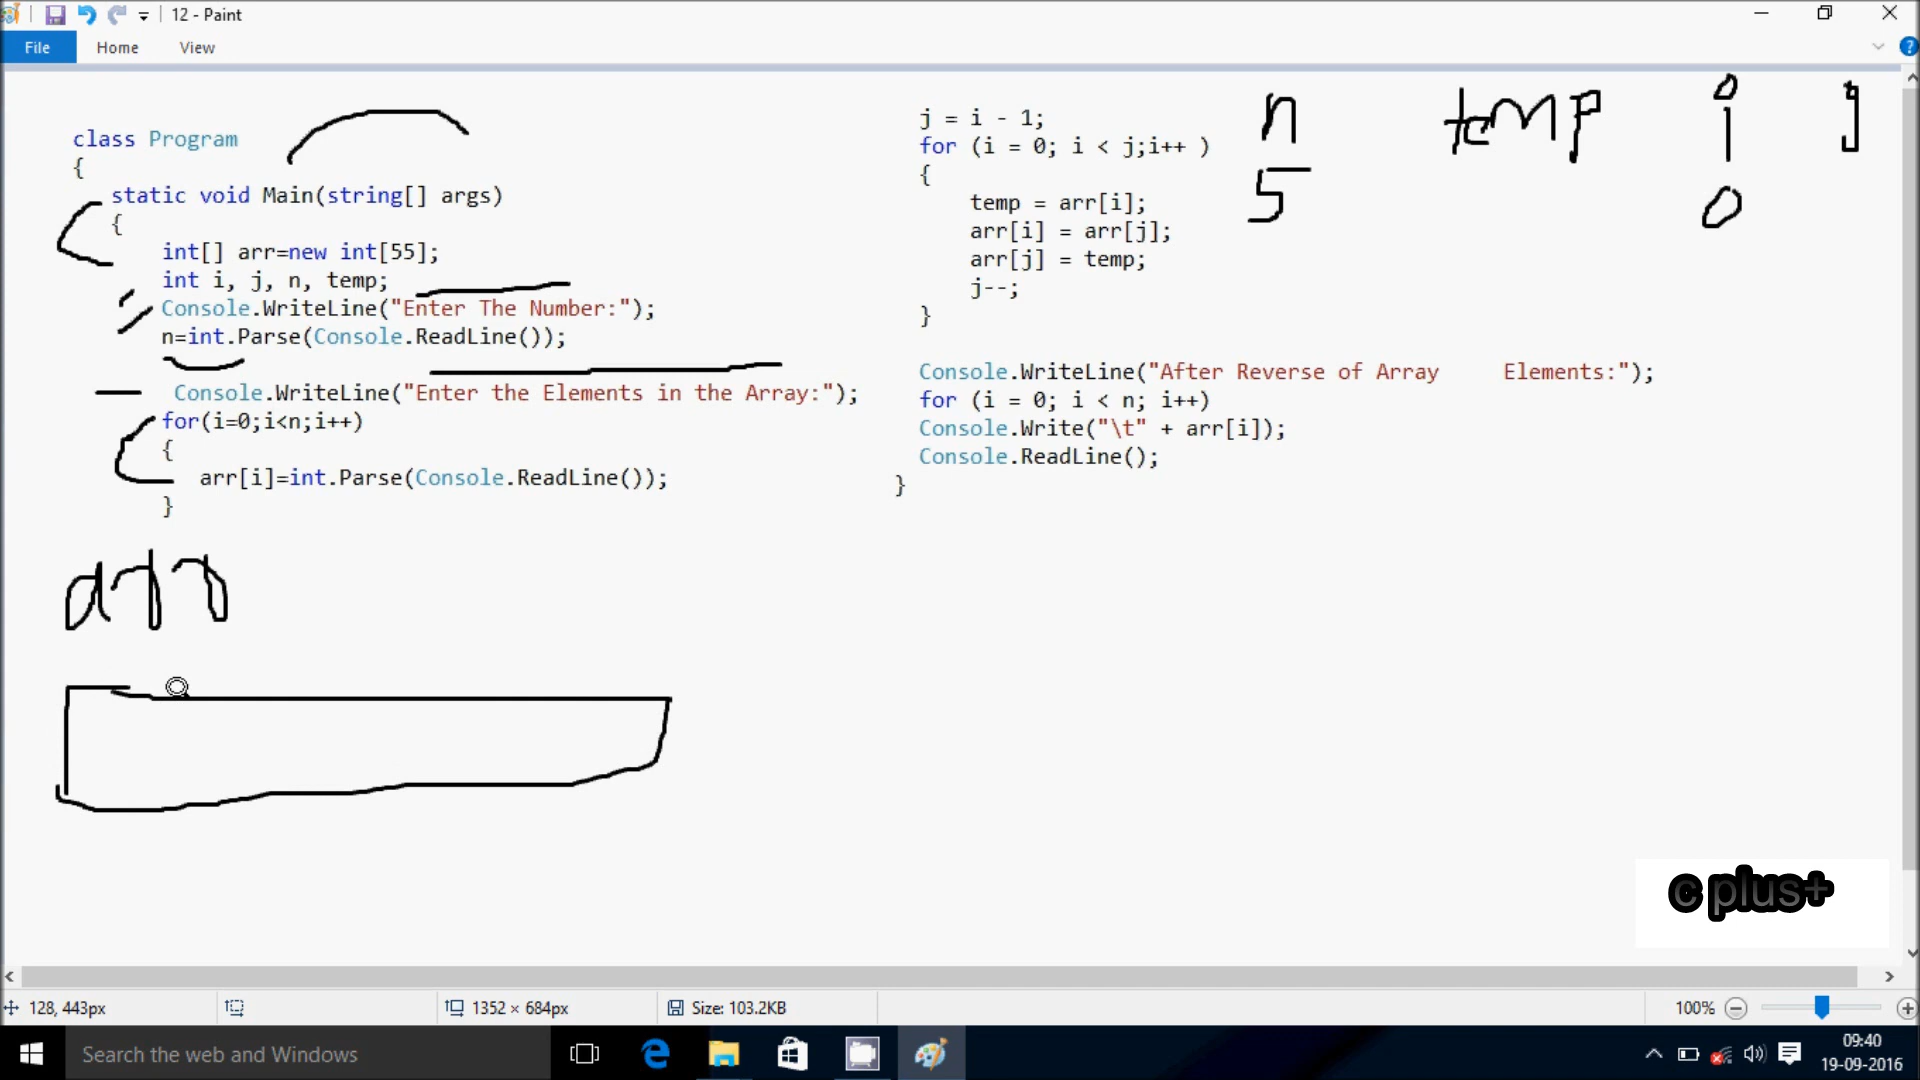 12 - Paint
File Home View
class Program
{
static void Main(string[] args)
{
int[] arr=new int[55];
int i, j, n, temp;
Console.WriteLine("Enter The Number:");
n=int.Parse(Console.ReadLine());
Console.WriteLine("Enter the Elements in the Array:");
for(i=0;i<n;i++)
{
arr[i]=int.Parse(Console.ReadLine());
}
j = i - 1;
for (i = 0; i < j;i++ )
{
temp = arr[i];
arr[i] = arr[j];
arr[j] = temp;
j--;
}
Console.WriteLine("After Reverse of Array Elements:");
for (i = 0; i < n; i++)
Console.Write("\t" + arr[i]);
Console.ReadLine();
}
n temp i j
5 0
arr
c plus+
128, 443px 1352 × 684px Size: 103.2KB 100%
Search the web and Windows
09:40
19-09-2016